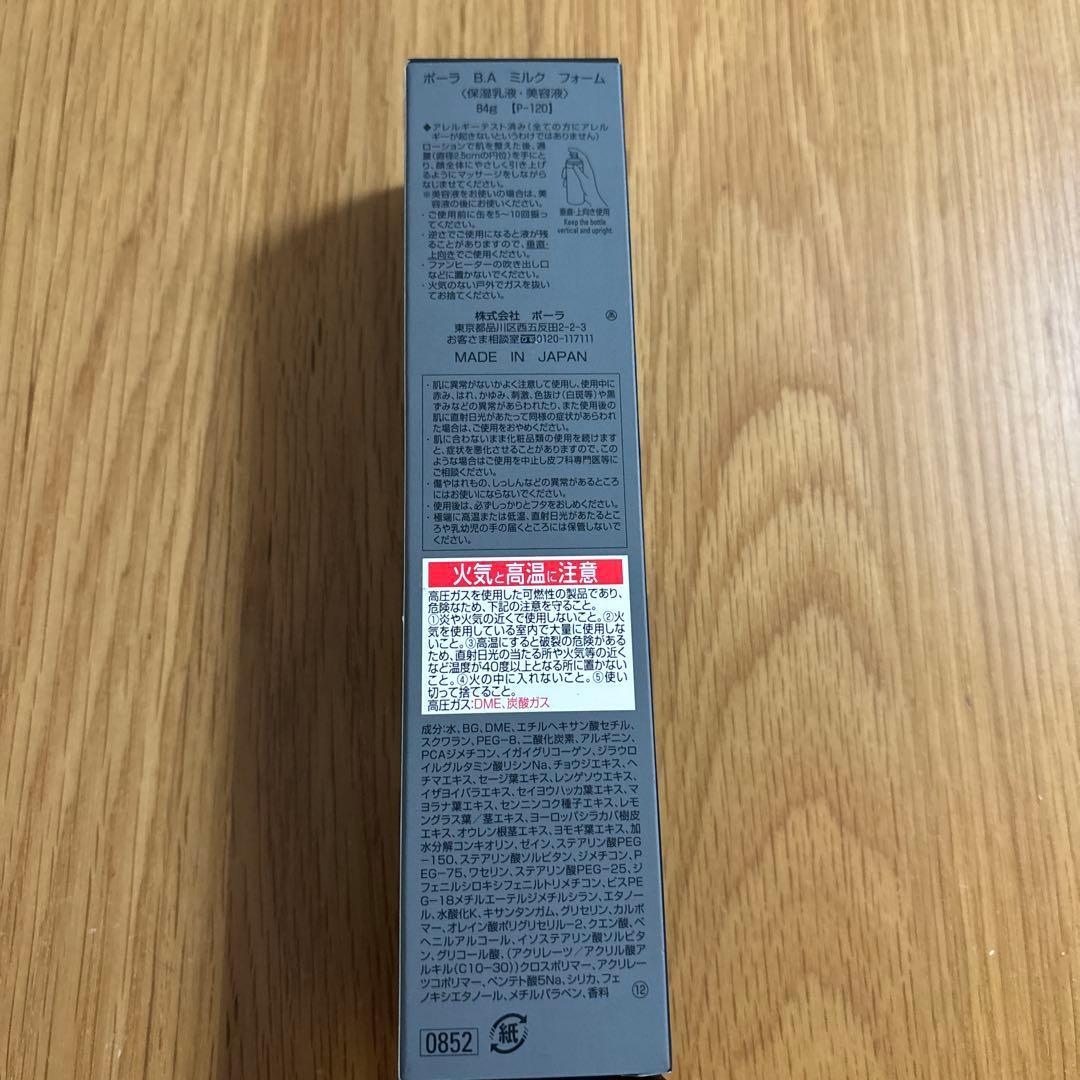 ポーラ B.A ミルク フォーム
〈保湿乳液・美容液〉
84g 【P-120】
◆アレルギーテスト済み(全ての方にアレル
ギーが起きないというわけではありません)
ローションで肌を整えた後、適
量(直径2.5cmの円位)を手にと
り、顔全体にやさしく引き上げ
るようにマッサージをしながら
なじませてください。
※美容液をお使いの場合は、美
容液の後にお使いください。
・ご使用前に缶を5〜10回振っ
てください。
・逆さでご使用になると液が残
ることがありますので、垂直・
上向きでご使用ください。
・ファンヒーターの吹き出し口
などに置かないでください。
・火気のない戸外でガスを抜い
てお捨てください。
垂直・上向き使用
Keep the bottle
vertical and upright.
株式会社 ポーラ
東京都品川区西五反田2-2-3
お客さま相談室0120-117111
MADE IN JAPAN
・肌に異常がないかよく注意して使用し、使用中に
赤み、はれ、かゆみ、刺激、色抜け(白斑等)や黒
ずみなどの異常があらわれたり、また使用後の
肌に直射日光があたって同様の症状があらわれ
た場合は、ご使用をおやめください。
・肌に合わないまま化粧品類の使用を続けます
と、症状を悪化させることがありますので、この
ような場合はご使用を中止し皮フ科専門医等に
ご相談ください。
・傷やはれもの、しっしんなどの異常があるところ
にはお使いにならないでください。
・使用後は、必ずしっかりとフタをおしめください。
・極端に高温または低温、直射日光があたるとこ
ろや乳幼児の手の届くところには保管しないで
ください。
火気と高温に注意
高圧ガスを使用した可燃性の製品であり、
危険なため、下記の注意を守ること。
①炎や火気の近くで使用しないこと。②火
気を使用している室内で大量に使用しな
いこと。③高温にすると破裂の危険がある
ため、直射日光の当たる所や火気等の近く
など温度が40度以上となる所に置かない
こと。④火の中に入れないこと。⑤使い
切って捨てること。
高圧ガス:DME、炭酸ガス
成分:水、BG、DME、エチルヘキサン酸セチル、
スクワラン、PEG-8、二酸化炭素、アルギニン、
PCAジメチコン、イガイグリコーゲン、ジラウロ
イルグルタミン酸リシンNa、チョウジエキス、ヘ
チマエキス、セージ葉エキス、レンゲソウエキス、
イザヨイバラエキス、セイヨウハッカ葉エキス、マ
ヨラナ葉エキス、センニンコク種子エキス、レモ
ングラス葉/茎エキス、ヨーロッパシラカバ樹皮
エキス、オウレン根茎エキス、ヨモギ葉エキス、加
水分解コンキオリン、ゼイン、ステアリン酸PEG
-150、ステアリン酸ソルビタン、ジメチコン、P
EG-75、ワセリン、ステアリン酸PEG-25、ジ
フェニルシロキシフェニルトリメチコン、ビスPE
G-18メチルエーテルジメチルシラン、エタノー
ル、水酸化K、キサンタンガム、グリセリン、カルボ
マー、オレイン酸ポリグリセリル-2、クエン酸、ベ
ヘニルアルコール、イソステアリン酸ソルビタ
ン、グリコール酸、(アクリレーツ/アクリル酸ア
ルキル(C10-30))クロスポリマー、アクリレー
ツコポリマー、ペンテト酸5Na、シリカ、フェ
ノキシエタノール、メチルパラベン、香料 ⑫
0852 紙